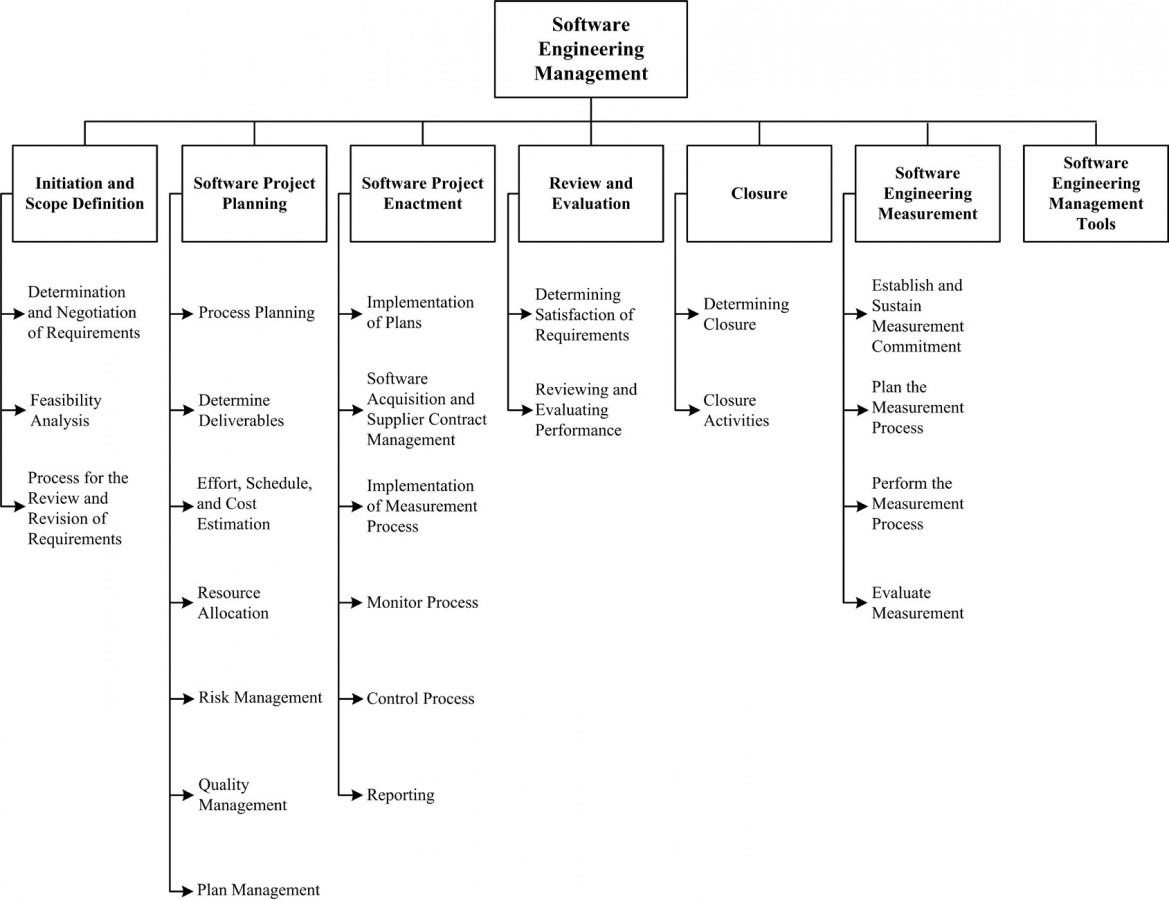 Software
Engineering
Management
Initiation and
Scope Definition
Software Project
Planning
Software Project
Enactment
Review and
Evaluation
Closure
Software
Engineering
Measurement
Software
Engineering
Management
Tools
Determination
and Negotiation
of Requirements
Feasibility
Analysis
Process for the
Review and
Revision of
Requirements
Process Planning
Determine
Deliverables
Effort, Schedule,
and Cost
Estimation
Resource
Allocation
Risk Management
Quality
Management
Plan Management
Implementation
of Plans
Software
Acquisition and
Supplier Contract
Management
Implementation
of Measurement
Process
Monitor Process
Control Process
Reporting
Determining
Satisfaction of
Requirements
Reviewing and
Evaluating
Performance
Determining
Closure
Closure
Activities
Establish and
Sustain
Measurement
Commitment
Plan the
Measurement
Process
Perform the
Measurement
Process
Evaluate
Measurement